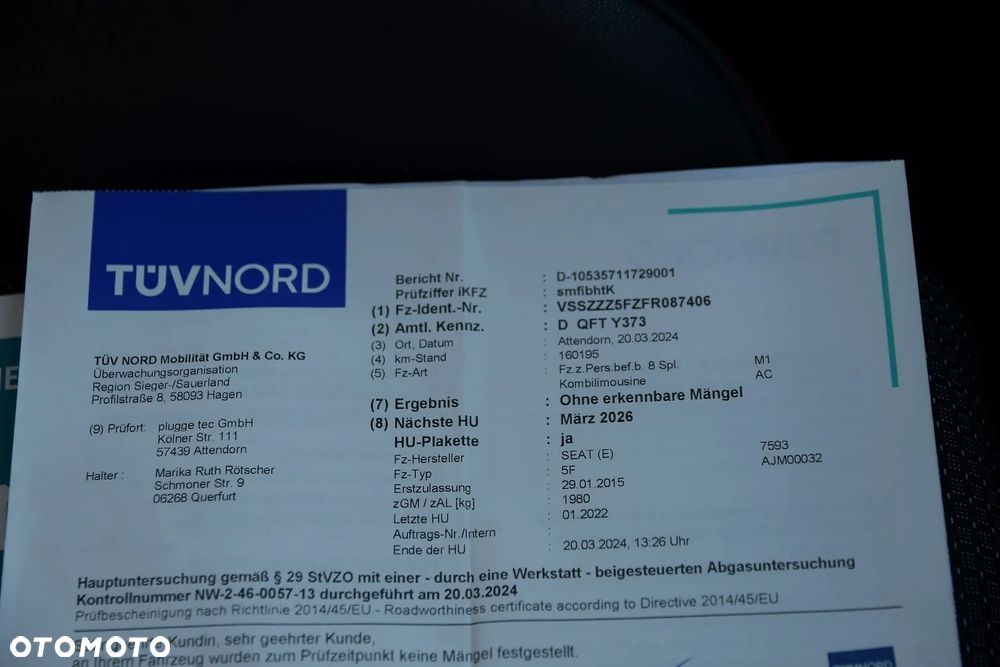 TÜVNORD
Bericht Nr. : D-10535711729001
Prüfziffer iKFZ : smfibhtK
(1) Fz-Ident.-Nr. : VSSZZZ5FZFR087406
(2) Amtl. Kennz. : D QFT Y373
(3) Ort, Datum : Attendorn, 20.03.2024
(4) km-Stand : 160195
(5) Fz-Art : Fz.z.Pers.bef.b. 8 Spl. M1
Kombilimousine AC
(7) Ergebnis : Ohne erkennbare Mängel
(8) Nächste HU : März 2026
HU-Plakette : ja
Fz-Hersteller : SEAT (E) 7593
Fz-Typ : 5F AJM00032
Erstzulassung : 29.01.2015
zGM / zAL [kg] : 1980
Letzte HU : 01.2022
Auftrags-Nr./Intern :
Ende der HU : 20.03.2024, 13:26 Uhr
TÜV NORD Mobilität GmbH & Co. KG
Überwachungsorganisation
Region Sieger-/Sauerland
Profilstraße 8, 58093 Hagen
(9) Prüfort: plugge tec GmbH
Kölner Str. 111
57439 Attendorn
Halter : Marika Ruth Rötscher
Schmoner Str. 9
06268 Querfurt
Hauptuntersuchung gemäß § 29 StVZO mit einer - durch eine Werkstatt - beigesteuerten Abgasuntersuchung
Kontrollnummer NW-2-46-0057-13 durchgeführt am 20.03.2024
Prüfbescheinigung nach Richtlinie 2014/45/EU - Roadworthiness certificate according to Directive 2014/45/EU
Kundin, sehr geehrter Kunde,
an Ihrem Fahrzeug wurden zum Prüfzeitpunkt keine Mängel festgestellt.
OTOMOTO